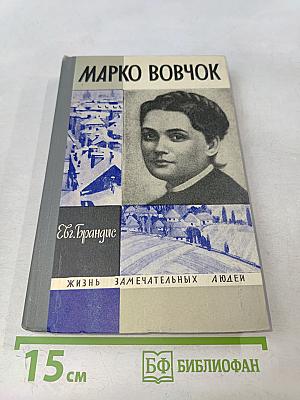 МАРКО ВОВЧОК
Евг. Брандис
ЖИЗНЬ ЗАМЕЧАТЕЛЬНЫХ ЛЮДЕЙ
15 см
БФ БИБЛИОФАН